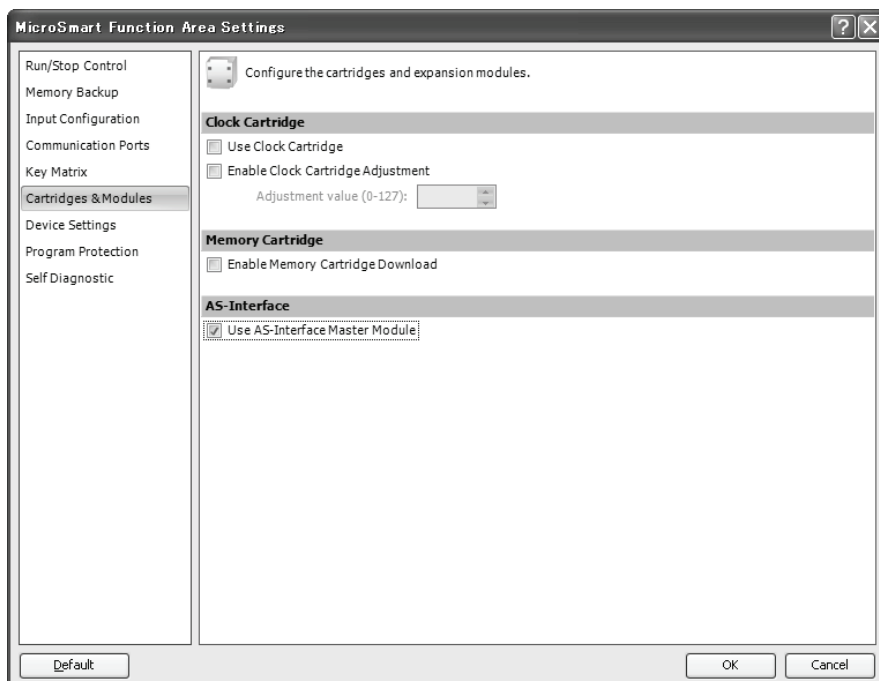 MicroSmart Function Area Settings
Run/Stop Control
Memory Backup
Input Configuration
Communication Ports
Key Matrix
Cartridges &Modules
Device Settings
Program Protection
Self Diagnostic
Configure the cartridges and expansion modules.
Clock Cartridge
Use Clock Cartridge
Enable Clock Cartridge Adjustment
Adjustment value (0-127):
Memory Cartridge
Enable Memory Cartridge Download
AS-Interface
Use AS-Interface Master Module
Default
OK
Cancel